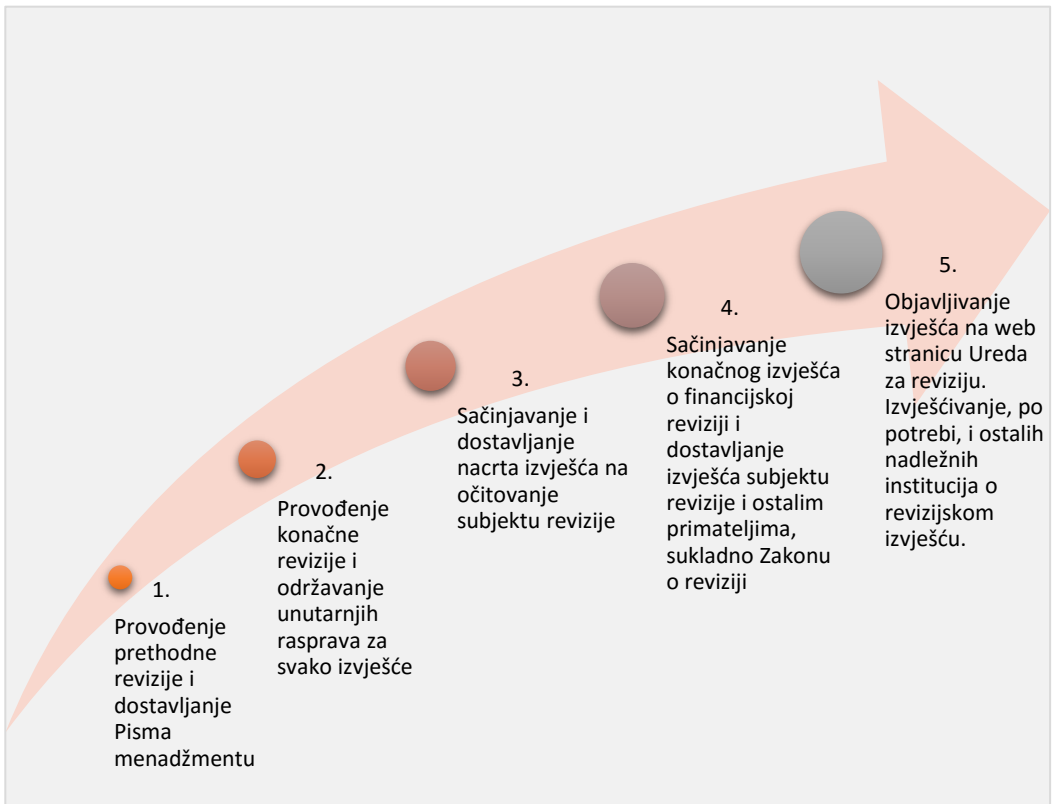 1.
Provođenje
prethodne
revizije i
dostavljanje
Pisma
menadžmentu
2.
Provođenje
konačne
revizije i
održavanje
unutarnjih
rasprava za
svako izvješće
3.
Sačinjavanje i
dostavljanje
nacrta izvješća na
očitovanje
subjektu revizije
4.
Sačinjavanje
konačnog izvješća
o financijskoj
reviziji i
dostavljanje
izvješća subjektu
revizije i ostalim
primateljima,
sukladno Zakonu
o reviziji
5.
Objavljivanje
izvješća na web
stranicu Ureda
za reviziju.
Izvješćivanje, po
potrebi, i ostalih
nadležnih
institucija o
revizijskom
izvješću.